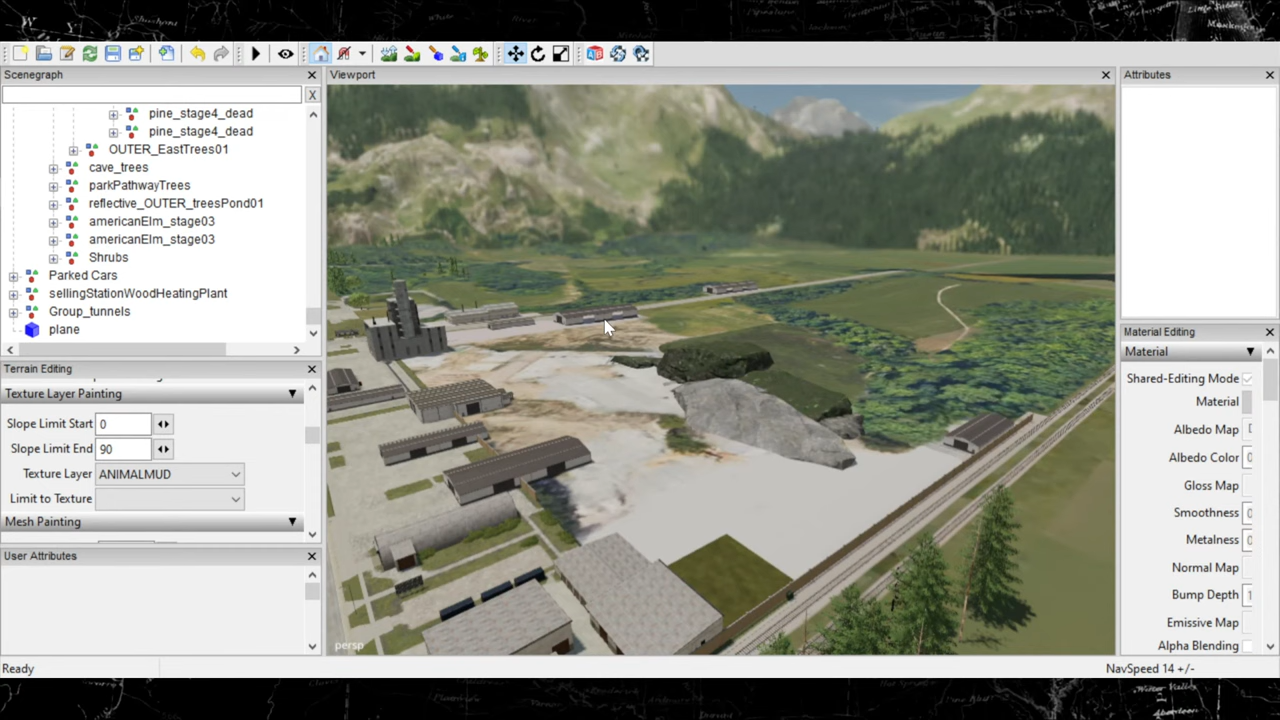 Scenegraph
X
pine_stage4_dead
pine_stage4_dead
OUTER_EastTrees01
cave_trees
parkPathwayTrees
reflective_OUTER_treesPond01
americanElm_stage03
americanElm_stage03
Shrubs
Parked Cars
sellingStationWoodHeatingPlant
Group_tunnels
plane
Terrain Editing
Texture Layer Painting
Slope Limit Start 0
Slope Limit End 90
Texture Layer ANIMALMUD
Limit to Texture
Mesh Painting
User Attributes
Ready
Viewport
persp
Attributes
Material Editing
Material
Shared-Editing Mode
Material
Albedo Map
Albedo Color
Gloss Map
Smoothness
Metalness
Normal Map
Bump Depth 1
Emissive Map
Alpha Blending
NavSpeed 14 +/-